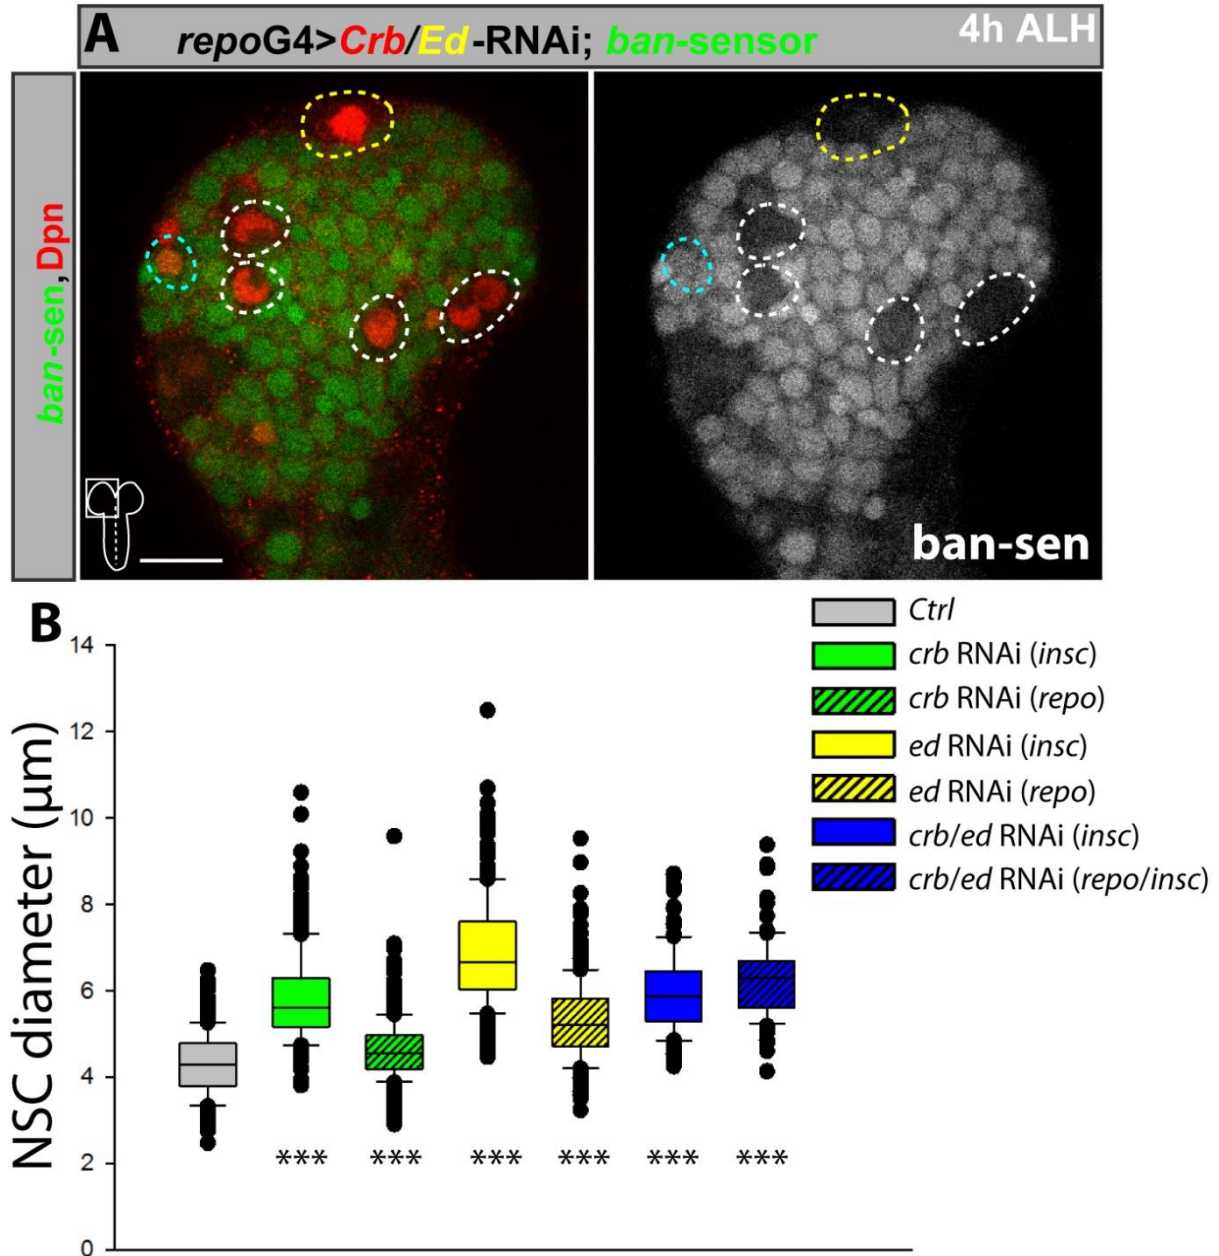 A
repoG4>Crb/Ed-RNAi; ban-sensor
4h ALH
ban-sen,Dpn
ban-sen
B
NSC diameter (µm)
14
12
10
8
6
4
2
0
*** *** *** *** *** ***
Ctrl
crb RNAi (insc)
crb RNAi (repo)
ed RNAi (insc)
ed RNAi (repo)
crb/ed RNAi (insc)
crb/ed RNAi (repo/insc)